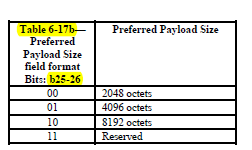 Table 6-17b— Preferred Payload Size
Preferred
Payload Size
field format
Bits: b25-26
00 2048 octets
01 4096 octets
10 8192 octets
11 Reserved